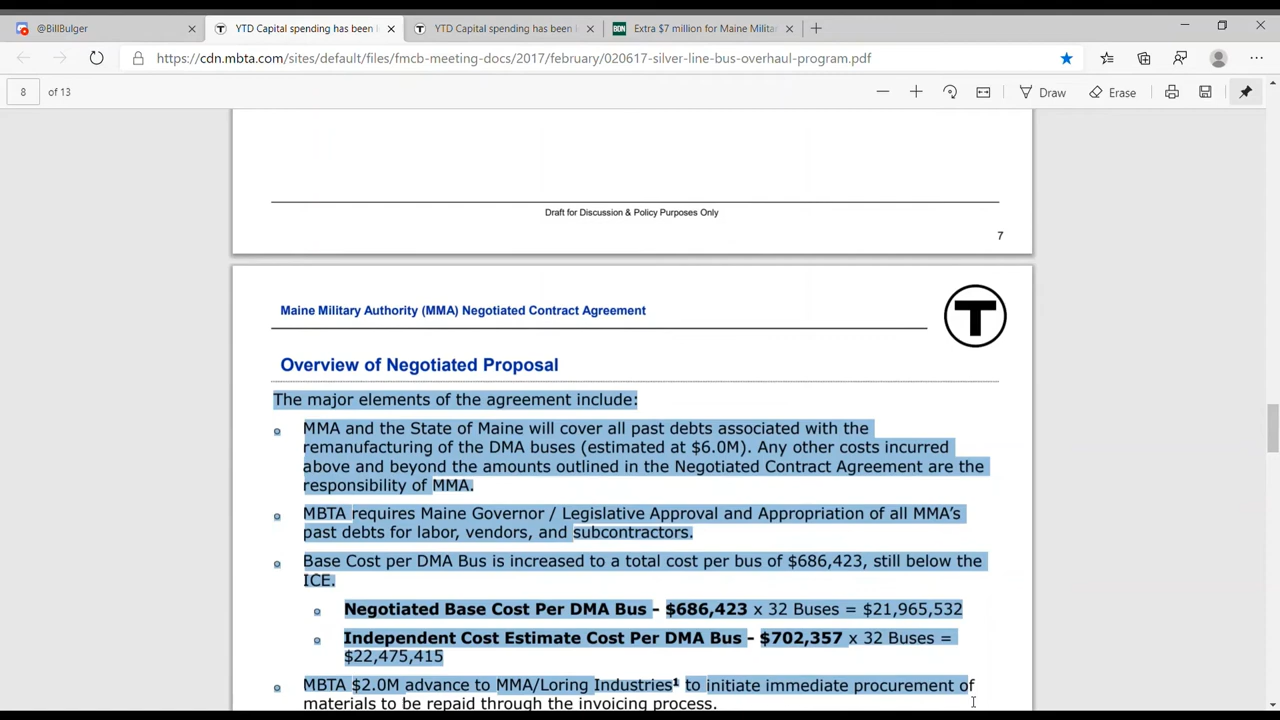 @BillBulger
YTD Capital spending has been
YTD Capital spending has been
BDN
Extra $7 million for Maine Milita
https://cdn.mbta.com/sites/default/files/fmcb-meeting-docs/2017/february/020617-silver-line-bus-overhaul-program.pdf
8 of 13
Draw
Erase
Draft for Discussion & Policy Purposes Only
7
Maine Military Authority (MMA) Negotiated Contract Agreement
T
Overview of Negotiated Proposal
The major elements of the agreement include:
MMA and the State of Maine will cover all past debts associated with the
remanufacturing of the DMA buses (estimated at $6.0M). Any other costs incurred
above and beyond the amounts outlined in the Negotiated Contract Agreement are the
responsibility of MMA.
MBTA requires Maine Governor / Legislative Approval and Appropriation of all MMA’s
past debts for labor, vendors, and subcontractors.
Base Cost per DMA Bus is increased to a total cost per bus of $686,423, still below the
ICE.
Negotiated Base Cost Per DMA Bus – $686,423 x 32 Buses = $21,965,532
Independent Cost Estimate Cost Per DMA Bus – $702,357 x 32 Buses =
$22,475,415
MBTA $2.0M advance to MMA/Loring Industries¹ to initiate immediate procurement of
materials to be repaid through the invoicing process.